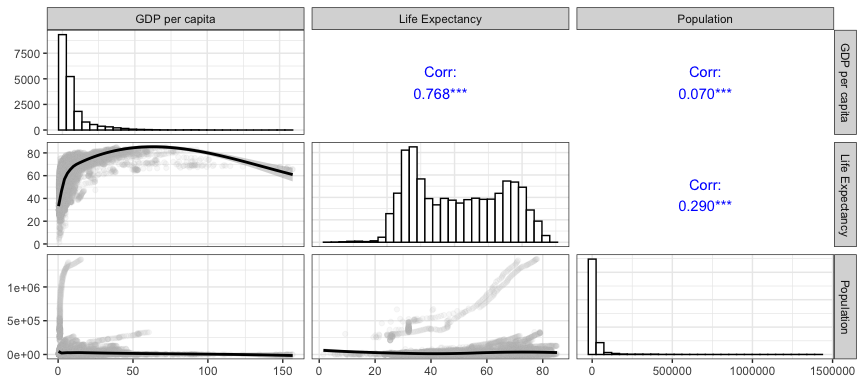 GDP per capita
Life Expectancy
Population
7500
5000
2500
0
Corr:
0.768***
Corr:
0.070***
GDP per capita
80
60
40
20
0
Corr:
0.290***
Life Expectancy
1e+06
5e+05
0e+00
Population
0
50
100
150
0
20
40
60
80
0
500000
1000000
1500000